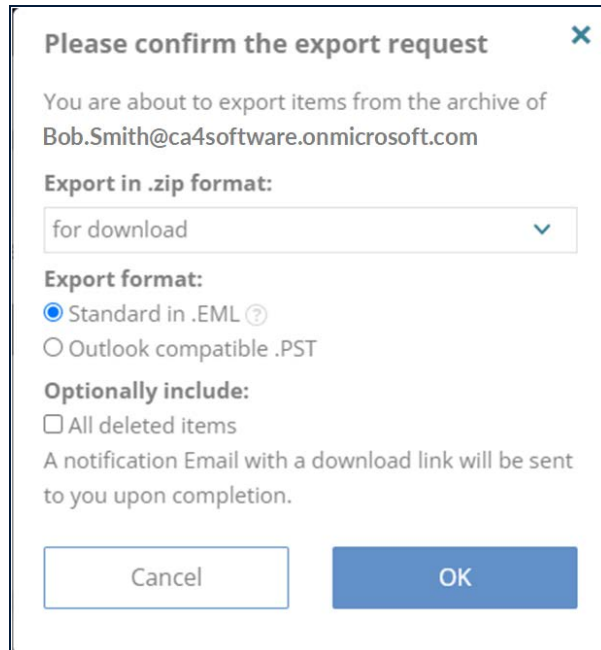 Please confirm the export request
You are about to export items from the archive of
Bob.Smith@ca4software.onmicrosoft.com
Export in .zip format:
for download
Export format:
Standard in .EML ?
Outlook compatible .PST
Optionally include:
All deleted items
A notification Email with a download link will be sent
to you upon completion.
Cancel OK